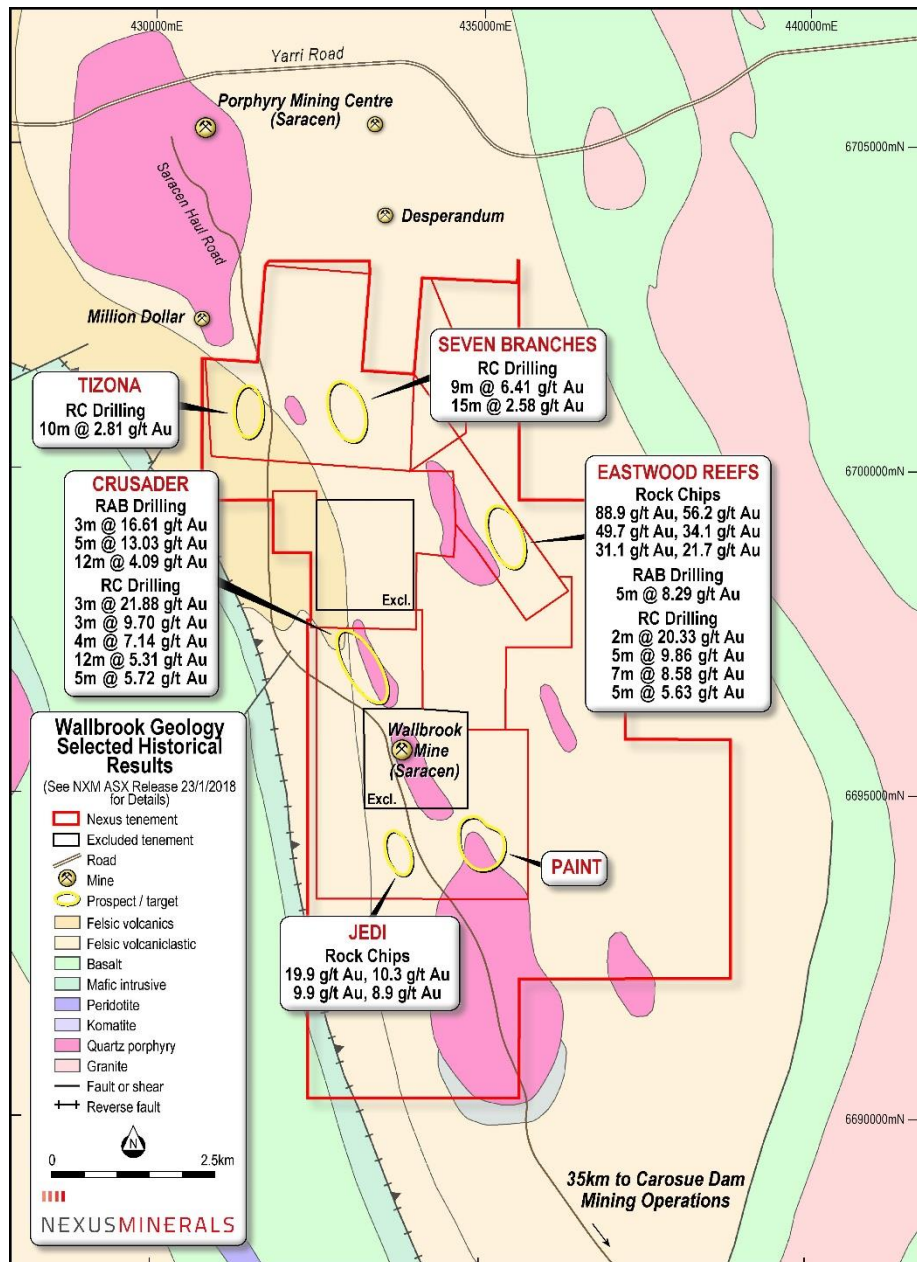 430000mE
435000mE
440000mE
Yarri Road
Porphyry Mining Centre
(Saracen)
6705000mN
Saracen Haul Road
Desperandum
Million Dollar
SEVEN BRANCHES
RC Drilling
9m @ 6.41 g/t Au
15m @ 2.58 g/t Au
TIZONA
RC Drilling
10m @ 2.81 g/t Au
6700000mN
CRUSADER
RAB Drilling
3m @ 16.61 g/t Au
5m @ 13.03 g/t Au
12m @ 4.09 g/t Au
RC Drilling
3m @ 21.88 g/t Au
3m @ 9.70 g/t Au
4m @ 7.14 g/t Au
12m @ 5.31 g/t Au
5m @ 5.72 g/t Au
EASTWOOD REEFS
Rock Chips
88.9 g/t Au, 56.2 g/t Au
49.7 g/t Au, 34.1 g/t Au
31.1 g/t Au, 21.7 g/t Au
RAB Drilling
5m @ 8.29 g/t Au
RC Drilling
2m @ 20.33 g/t Au
5m @ 9.86 g/t Au
7m @ 8.58 g/t Au
5m @ 5.63 g/t Au
Excl.
Wallbrook
Mine
(Saracen)
Excl.
6695000mN
PAINT
JEDI
Rock Chips
19.9 g/t Au, 10.3 g/t Au
9.9 g/t Au, 8.9 g/t Au
6690000mN
35km to Carosue Dam
Mining Operations
Wallbrook Geology
Selected Historical
Results
(See NXM ASX Release 23/1/2018
for Details)
Nexus tenement
Excluded tenement
Road
Mine
Prospect / target
Felsic volcanics
Felsic volcaniclastic
Basalt
Mafic intrusive
Peridotite
Komatite
Quartz porphyry
Granite
Fault or shear
Reverse fault
N
0 2.5km
NEXUSMINERALS